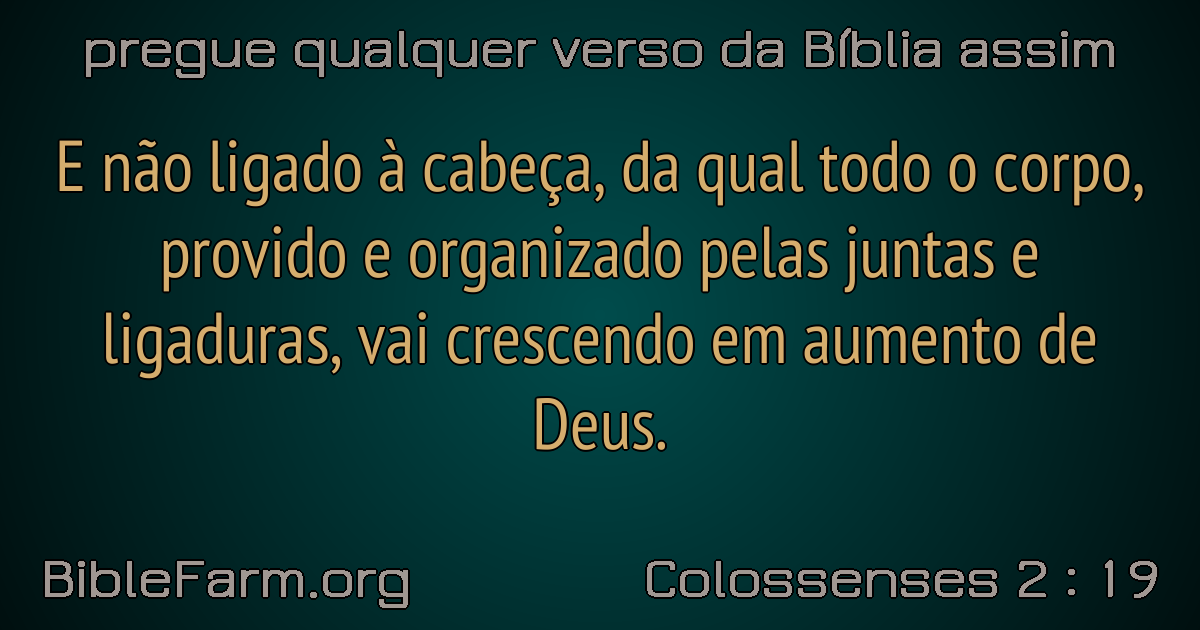 pregue qualquer verso da Bíblia assim
E não ligado à cabeça, da qual todo o corpo,
provido e organizado pelas juntas e
ligaduras, vai crescendo em aumento de
Deus.
BibleFarm.org
Colossenses 2 : 19